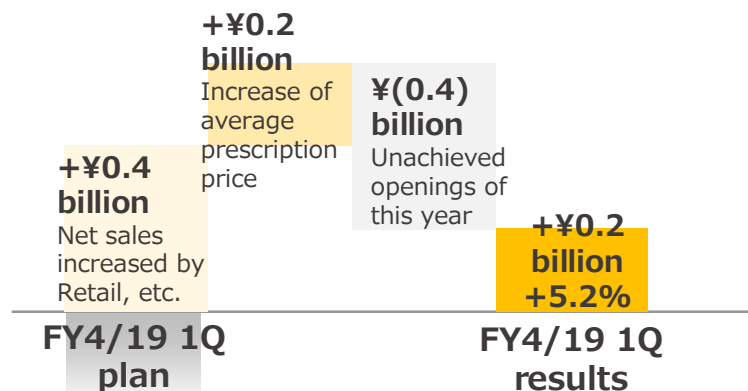 +¥0.2
billion
Increase of
average
prescription
price
¥(0.4)
billion
Unachieved
openings of
this year
+¥0.4
billion
Net sales
increased by
Retail, etc.
+¥0.2
billion
+5.2%
FY4/19 1Q
plan
FY4/19 1Q
results